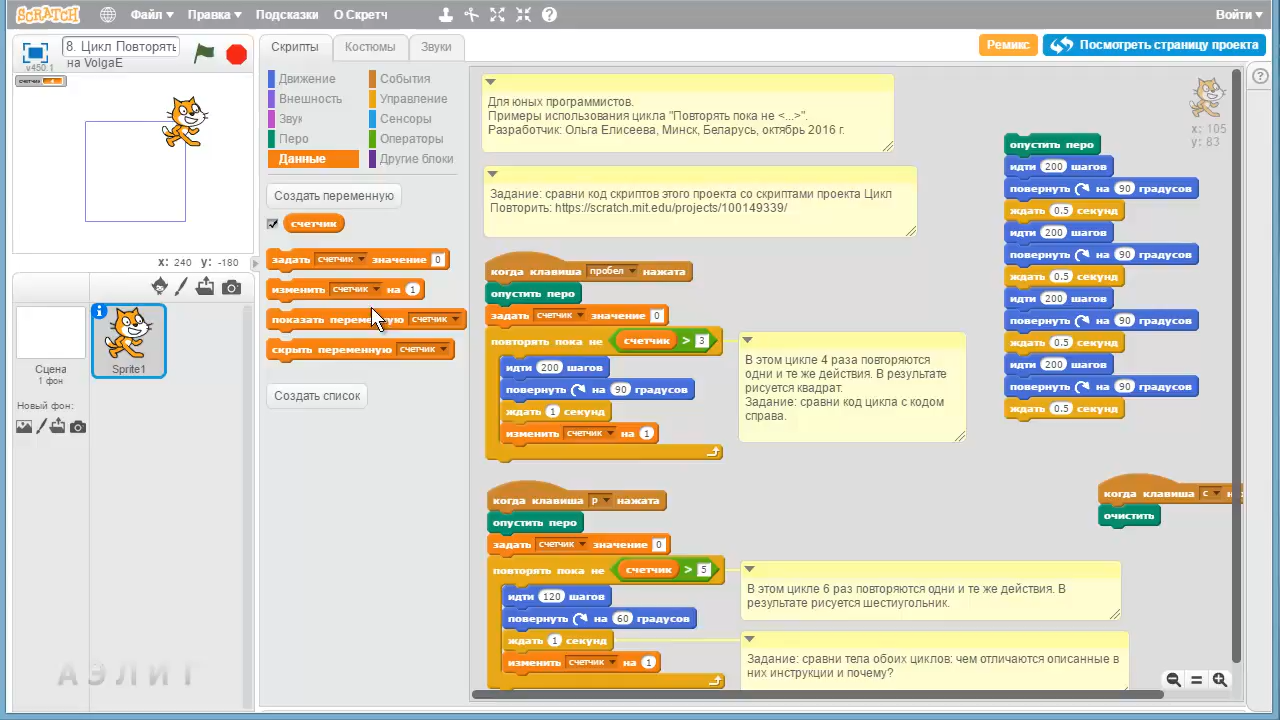 SCRATCH Файл Правка Подсказки О Скретч Войти
v450.1
8. Цикл Повторять
на VolgaE
Скрипты Костюмы Звуки
Ремикс Посмотреть страницу проекта
счетчик
Движение
Внешность
Звук
Перо
Данные
События
Управление
Сенсоры
Операторы
Другие блоки
Создать переменную
счетчик
задать счетчик значение 0
изменить счетчик на 1
показать переменную счетчик
скрыть переменную счетчик
Создать список
x: 240 y: -180
Сцена
1 фон
Новый фон:
Sprite1
Для юных программистов.
Примеры использования цикла "Повторять пока не <...>".
Разработчик: Ольга Елисеева, Минск, Беларусь, октябрь 2016 г.
Задание: сравни код скриптов этого проекта со скриптами проекта Цикл
Повторить: https://scratch.mit.edu/projects/100149339/
когда клавиша пробел нажата
опустить перо
задать счетчик значение 0
повторять пока не счетчик > 3
идти 200 шагов
повернуть на 90 градусов
ждать 1 секунд
изменить счетчик на 1
В этом цикле 4 раза повторяются
одни и те же действия. В результате
рисуется квадрат.
Задание: сравни код цикла с кодом
справа.
когда клавиша p нажата
опустить перо
задать счетчик значение 0
повторять пока не счетчик > 5
идти 120 шагов
повернуть на 60 градусов
ждать 1 секунд
изменить счетчик на 1
В этом цикле 6 раз повторяются одни и те же действия. В
результате рисуется шестиугольник.
Задание: сравни тела обоих циклов: чем отличаются описанные в
них инструкции и почему?
x: 105
y: 83
опустить перо
идти 200 шагов
повернуть на 90 градусов
ждать 0.5 секунд
идти 200 шагов
повернуть на 90 градусов
ждать 0.5 секунд
идти 200 шагов
повернуть на 90 градусов
ждать 0.5 секунд
идти 200 шагов
повернуть на 90 градусов
ждать 0.5 секунд
когда клавиша c
очистить
АЭЛИТ